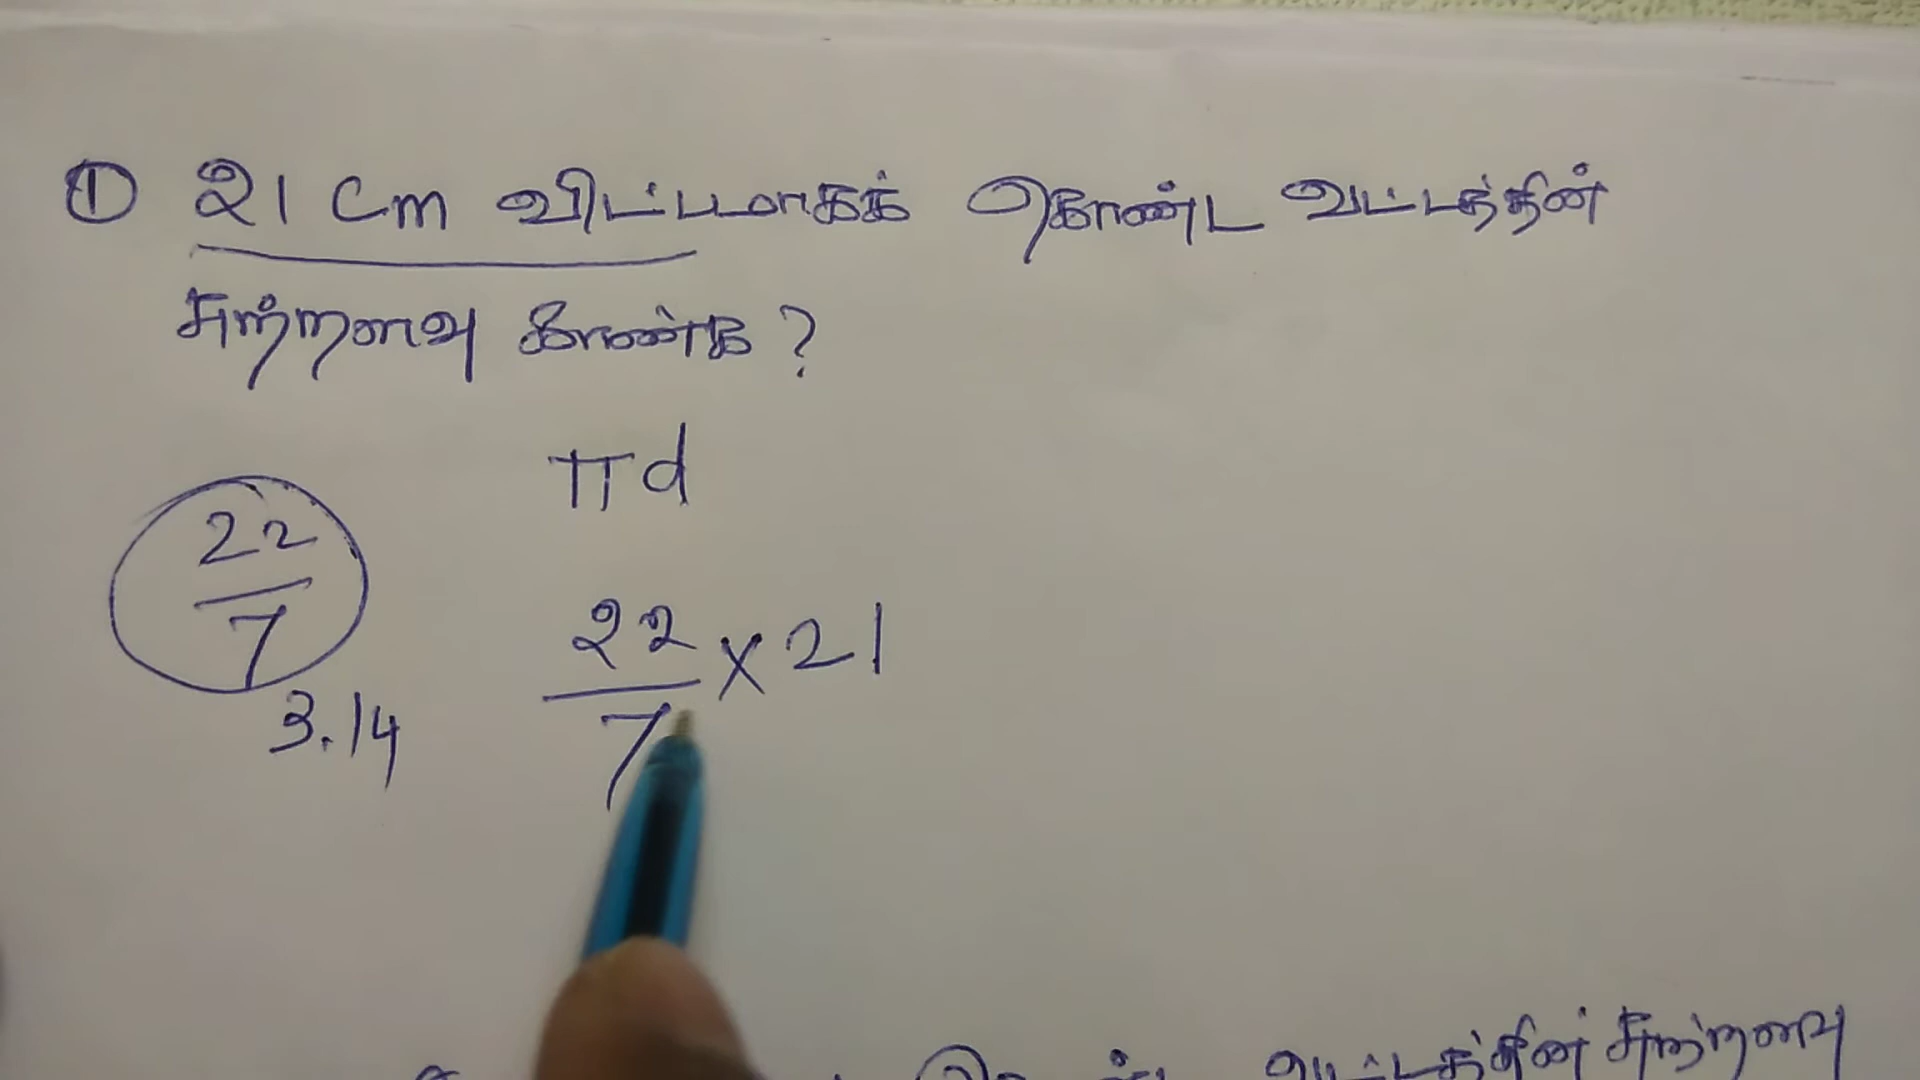 ① 21 cm விட்டமாகக் கொண்ட வட்டத்தின்
சுற்றளவு காண்க ?
πd
22/7
3.14
22/7 × 21
வட்டத்தின் சுற்றளவு